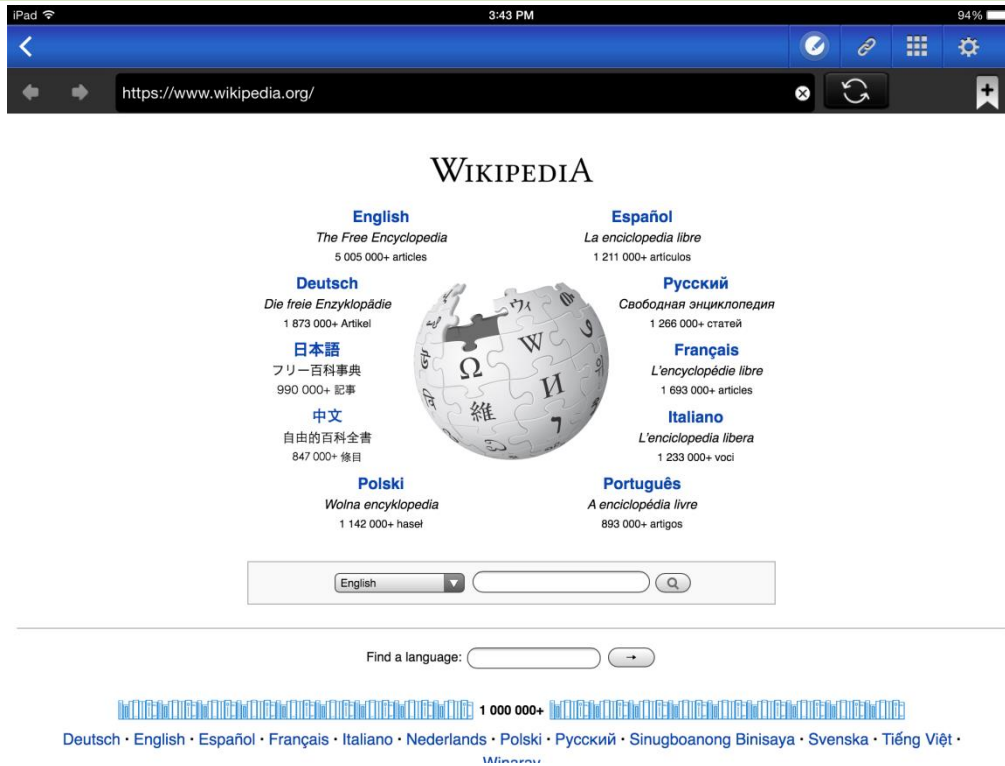 iPad 3:43 PM 94%
https://www.wikipedia.org/
WIKIPEDIA
English
The Free Encyclopedia
5 005 000+ articles
Español
La enciclopedia libre
1 211 000+ artículos
Deutsch
Die freie Enzyklopädie
1 873 000+ Artikel
Русский
Свободная энциклопедия
1 266 000+ статей
日本語
フリー百科事典
990 000+ 記事
Français
L'encyclopédie libre
1 693 000+ articles
中文
自由的百科全書
847 000+ 條目
Italiano
L'enciclopedia libera
1 233 000+ voci
Polski
Wolna encyklopedia
1 142 000+ haseł
Português
A enciclopédia livre
893 000+ artigos
Ω W И 維 7 ウィ
English
Find a language: →
1 000 000+
Deutsch · English · Español · Français · Italiano · Nederlands · Polski · Русский · Sinugboanong Binisaya · Svenska · Tiếng Việt ·
Winaray